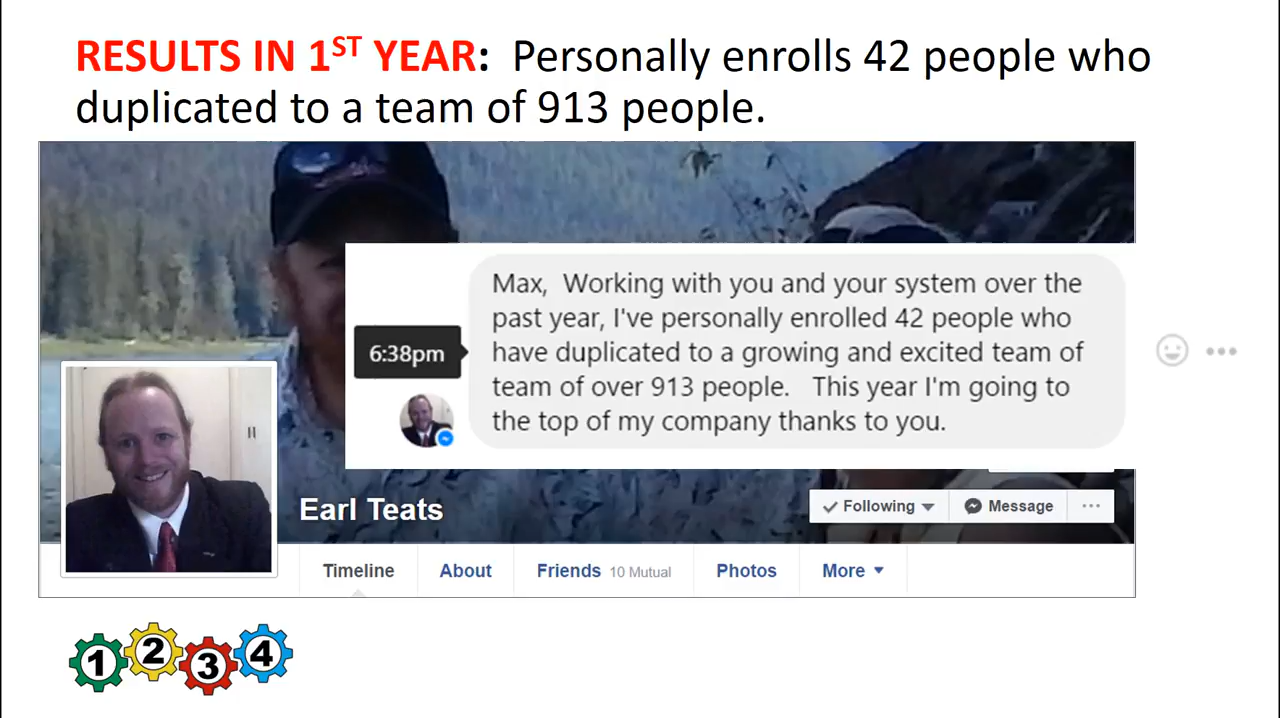 RESULTS IN 1ST YEAR: Personally enrolls 42 people who
duplicated to a team of 913 people.
Max, Working with you and your system over the
past year, I've personally enrolled 42 people who
6:38pm
have duplicated to a growing and excited team of
team of over 913 people. This year I'm going to
the top of my company thanks to you.
Earl Teats
Following
Message
Timeline
About
Friends 10 Mutual
Photos
More
1 2 3 4